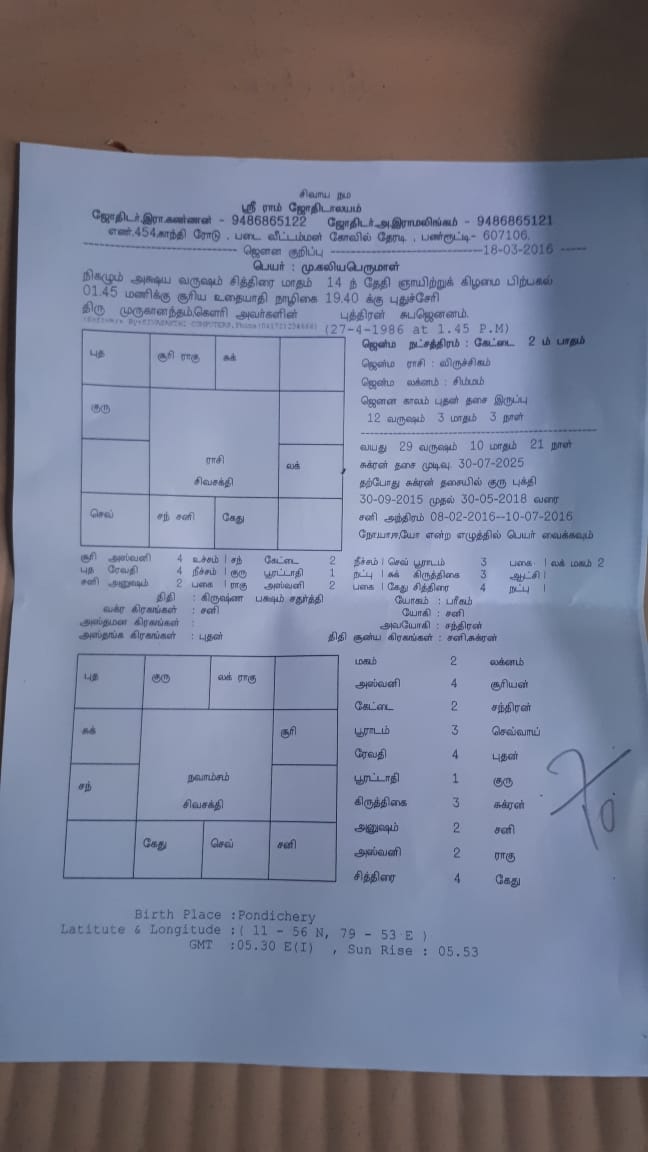 சிவாய நம
ஸ்ரீ ராம் ஜோதிடாலயம்
ஜோதிடர்.இரா.கண்ணன் - 9486865122 ஜோதிடர்.அ.இராமலிங்கம் - 9486865121
எண்.454,காந்தி ரோடு , படை வீட்டம்மன் கோவில் தேரடி , பண்ருட்டி- 607106.
ஜெனன குறிப்பு 18-03-2016
பெயர் : மு.கலியபெருமாள்
நிகழும் அக்ஷய வருஷம் சித்திரை மாதம் 14 ந் தேதி ஞாயிற்றுக் கிழமை பிற்பகல்
01.45 மணிக்கு சூரிய உதையாதி நாழிகை 19.40 க்கு புதுச்சேரி
திரு முருகானந்தம்,கௌரி அவர்களின் புத்திரன் சுபஜெனனம்.
(27-4-1986 at 1.45 P.M)
ஜென்ம நட்சத்திரம் : கேட்டை 2 ம் பாதம்
ஜென்ம ராசி : விருச்சிகம்
ஜென்ம லக்னம் : சிம்மம்
ஜெனன காலம் புதன் தசை இருப்பு
12 வருஷம் 3 மாதம் 3 நாள்
வயது 29 வருஷம் 10 மாதம் 21 நாள்
சுக்ரன் தசை முடிவு 30-07-2025
தற்போது சுக்ரன் தசையில் குரு புக்தி
30-09-2015 முதல் 30-05-2018 வரை
சனி அந்திரம் 08-02-2016--10-07-2016
நோ,யா,ஈ,யோ என்ற எழுத்தில் பெயர் வைக்கவும்
புத சூரி ராகு சுக்
குரு
ராசி லக்
சிவசக்தி
செவ் சந் சனி கேது
சூரி அஸ்வனி 4 உச்சம் | சந் கேட்டை 2 நீச்சம் | செவ் பூராடம் 3 பகை | லக் மகம் 2
புத ரேவதி 4 நீச்சம் | குரு பூரட்டாதி 1 நட்பு | சுக் கிருத்திகை 3 ஆட்சி |
சனி அனுஷம் 2 பகை | ராகு அஸ்வனி 2 பகை | கேது சித்திரை 4 நட்பு |
திதி : கிருஷ்ண பக்ஷம் சதுர்த்தி யோகம் : பரிகம்
வக்ர கிரகங்கள் : சனி யோகி : சனி
அஸ்தமன கிரகங்கள் : அவயோகி : சந்திரன்
அஸ்தங்க கிரகங்கள் : புதன் திதி சூன்ய கிரகங்கள் : சனி,சுக்ரன்
புத குரு லக் ராகு
சுக் சூரி
சந் நவாம்சம்
சிவசக்தி
கேது செவ் சனி
மகம் 2 லக்னம்
அஸ்வனி 4 சூரியன்
கேட்டை 2 சந்திரன்
பூராடம் 3 செவ்வாய்
ரேவதி 4 புதன்
பூரட்டாதி 1 குரு
கிருத்திகை 3 சுக்ரன்
அனுஷம் 2 சனி
அஸ்வனி 2 ராகு
சித்திரை 4 கேது
Birth Place :Pondichery
Latitute & Longitude :( 11 - 56 N, 79 - 53 E )
GMT :05.30 E(I) , Sun Rise : 05.53